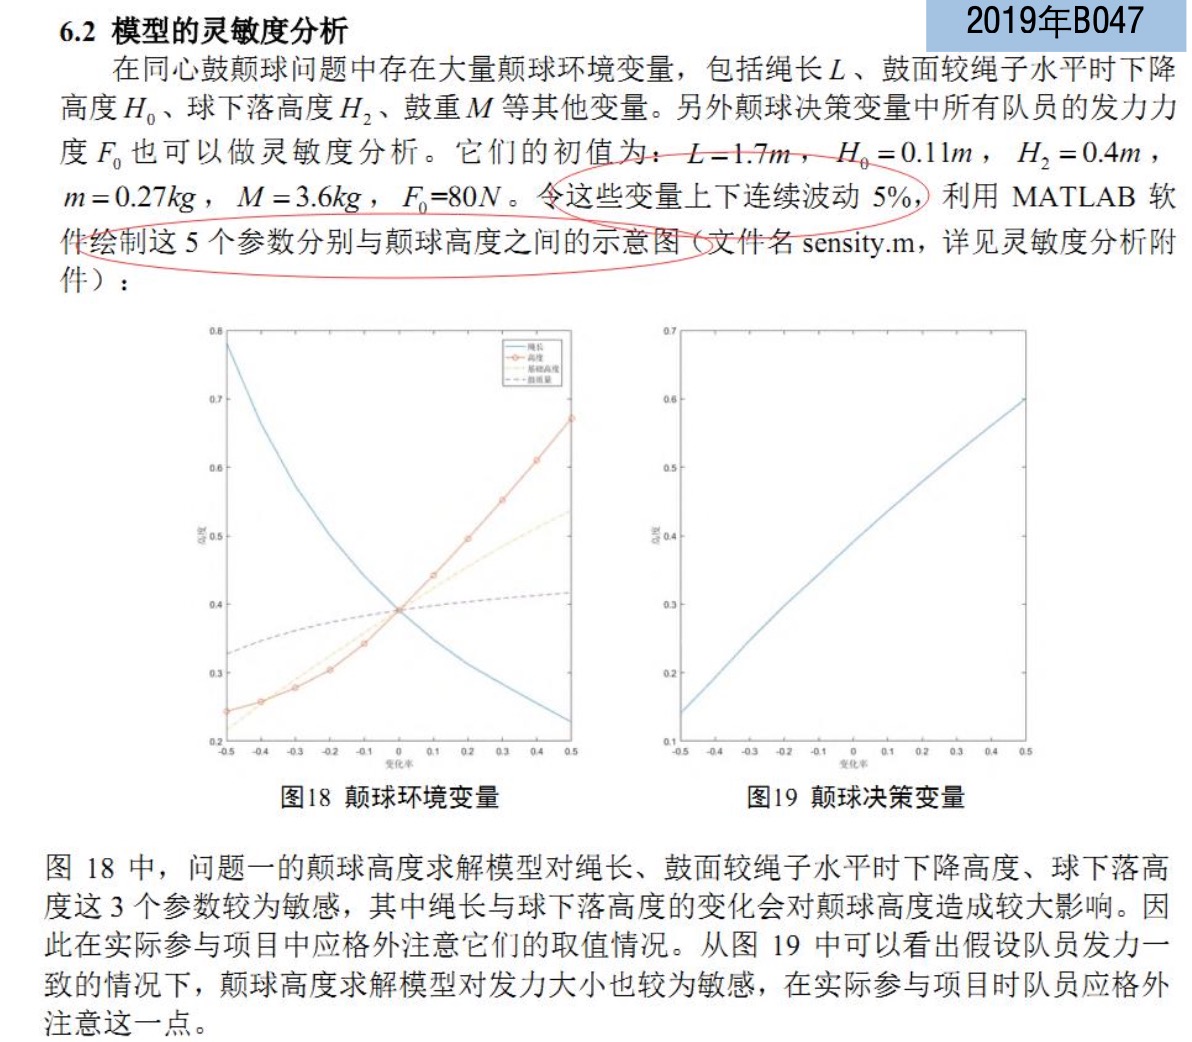 2019年B047
6.2 模型的灵敏度分析
在同心鼓颠球问题中存在大量颠球环境变量，包括绳长 L 、鼓面较绳子水平时下降
高度 H₀、球下落高度 H₂、鼓重 M 等其他变量。另外颠球决策变量中所有队员的发力力
度 F₀ 也可以做灵敏度分析。它们的初值为：L=1.7m，H₀=0.11m，H₂=0.4m，
m=0.27kg，M=3.6kg，F₀=80N。令这些变量上下连续波动 5%，利用 MATLAB 软
件绘制这 5 个参数分别与颠球高度之间的示意图（文件名 sensity.m，详见灵敏度分析附
件）：
0.8
0.7
0.6
0.5
0.4
0.3
0.2
高度
绳长
高度
基础高度
鼓质量
-0.5 -0.4 -0.3 -0.2 -0.1 0 0.1 0.2 0.3 0.4 0.5
变化率
图18 颠球环境变量
0.7
0.6
0.5
0.4
0.3
0.2
0.1
高度
-0.5 -0.4 -0.3 -0.2 -0.1 0 0.1 0.2 0.3 0.4 0.5
变化率
图19 颠球决策变量
图 18 中，问题一的颠球高度求解模型对绳长、鼓面较绳子水平时下降高度、球下落高
度这 3 个参数较为敏感，其中绳长与球下落高度的变化会对颠球高度造成较大影响。因
此在实际参与项目中应格外注意它们的取值情况。从图 19 中可以看出假设队员发力一
致的情况下，颠球高度求解模型对发力大小也较为敏感，在实际参与项目时队员应格外
注意这一点。